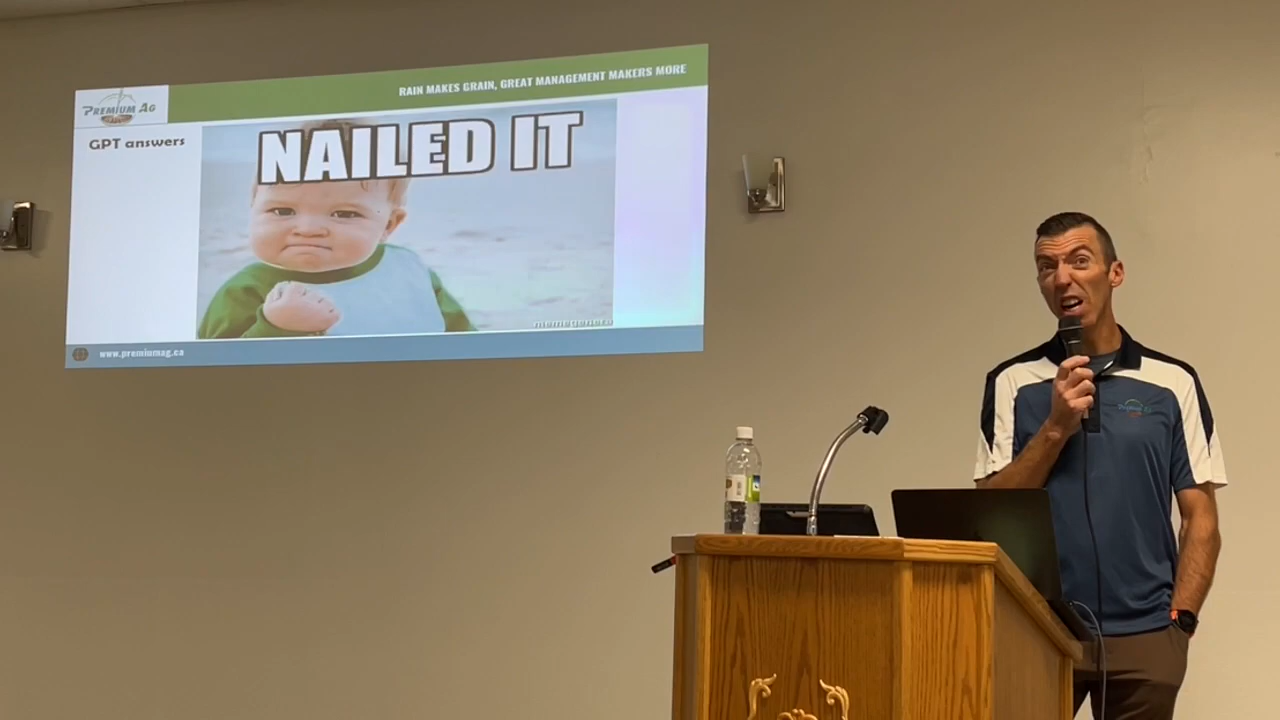 RAIN MAKES GRAIN, GREAT MANAGEMENT MAKERS MORE
PREMIUM AG
GPT answers
NAILED IT
www.premiumag.ca